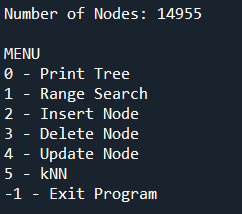 Number of Nodes: 14955
MENU
0 - Print Tree
1 - Range Search
2 - Insert Node
3 - Delete Node
4 - Update Node
5 - kNN
-1 - Exit Program